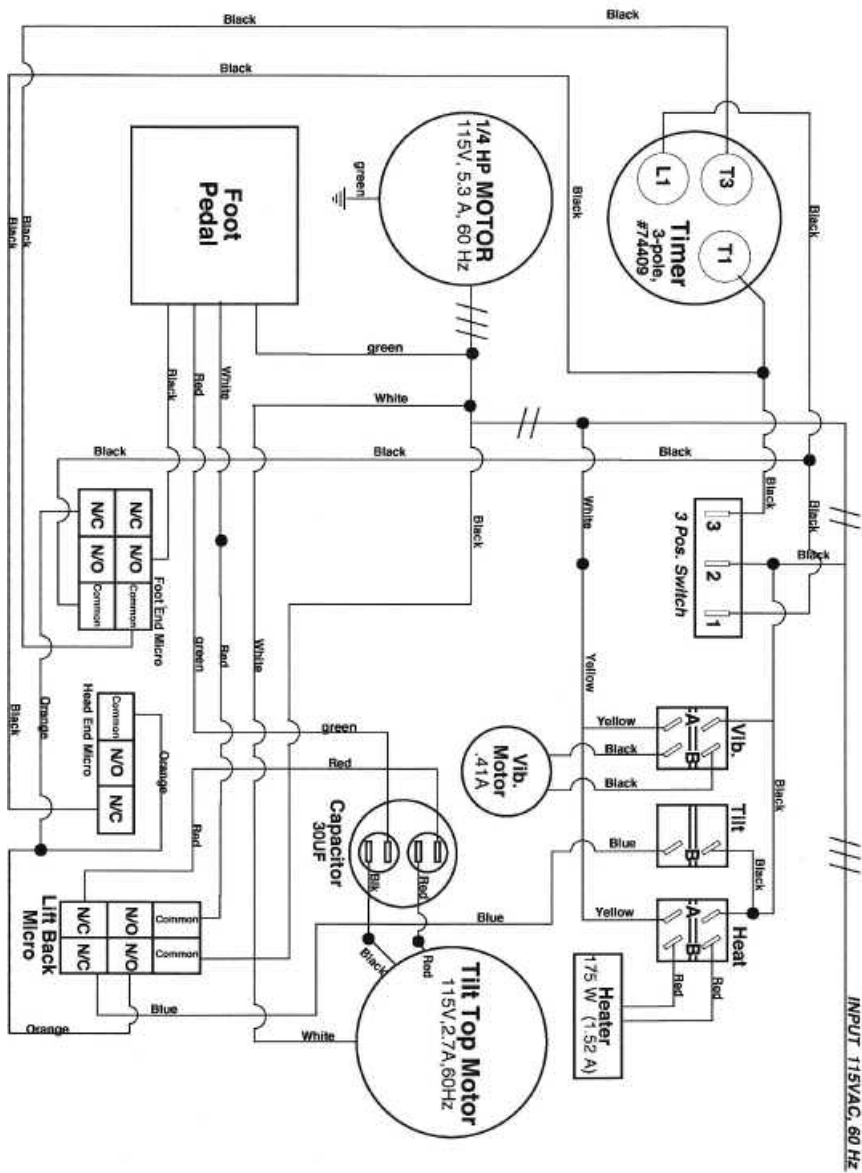 Black
Black
Black
Black
T3
L1
T1
Timer
3-pole,
#74409
1/4 HP MOTOR
115V, 5.3 A, 60 Hz
green
Foot
Pedal
Black
Black
Black
Black
green
White
White
Red
Black
Black
Black
Black
Black
Black
Black
Black
White
3
2
1
3 Pos. Switch
N/C
N/C
N/O
N/O
Common
Common
Foot End Micro
Orange
Black
green
Red
White
Yellow
Yellow
Black
Black
Black
A
B
Vib.
Vib.
Motor
.41A
green
Red
Orange
Common
N/O
N/C
Head End Micro
Red
Capacitor
30UF
Blk
Red
Blue
Tilt
B
Black
Yellow
A
B
Heat
Red
Red
Heater
175 W (1.52 A)
Blue
Red
Black
Tilt Top Motor
115V,2.7A,60Hz
N/C
N/O
Common
N/C
N/O
Common
Lift Back
Micro
Blue
Orange
White
INPUT 115VAC, 60 Hz